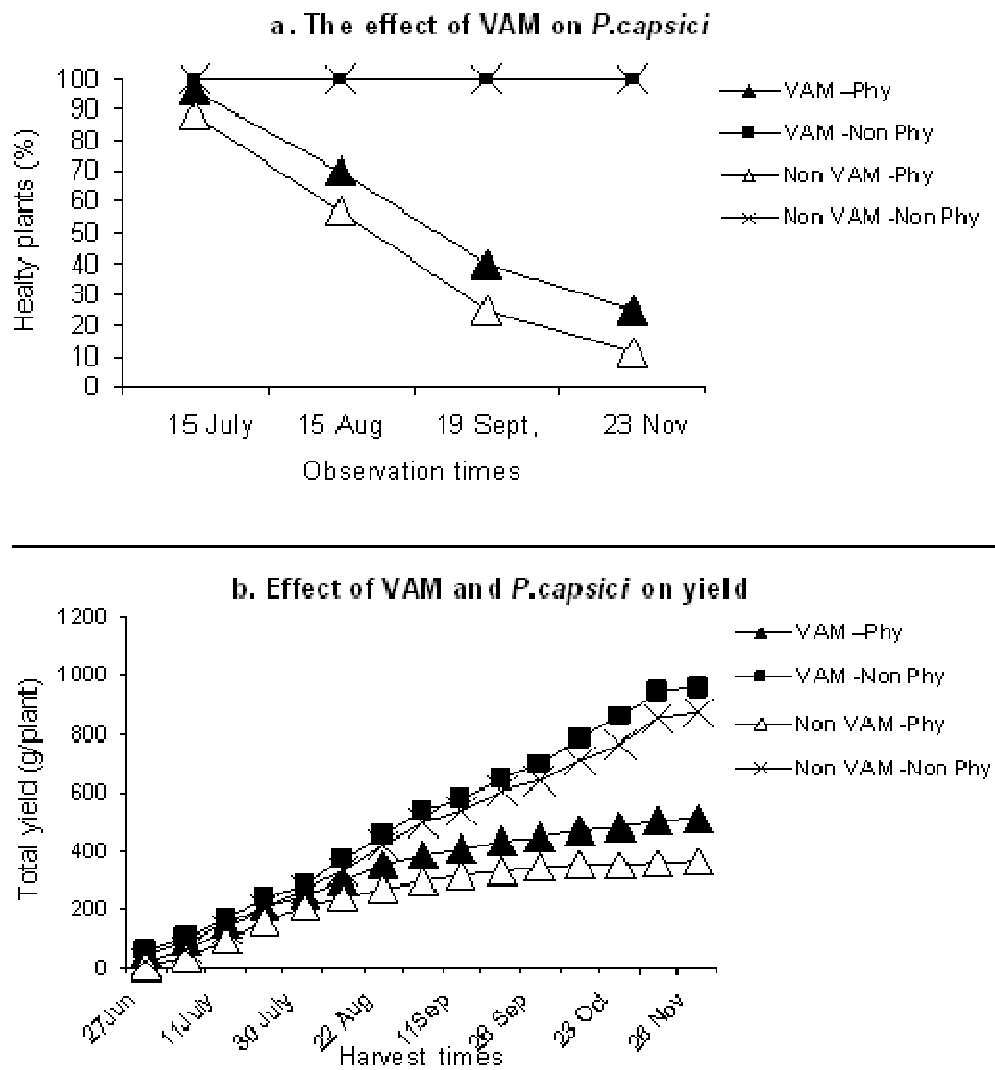 a. The effect of VAM on P.capsici
100
90
80
70
60
50
40
30
20
10
0
Healty plants (%)
15 July 15 Aug 19 Sept, 23 Nov
Observation times
VAM –Phy
VAM -Non Phy
Non VAM -Phy
Non VAM -Non Phy
b. Effect of VAM and P.capsici on yield
1200
1000
800
600
400
200
0
Total yield (g/plant)
27Jun 11July 30 July 22 Aug 11Sep 28 Sep 23 Oct 26 Nov
Harvest times
VAM –Phy
VAM -Non Phy
Non VAM -Phy
Non VAM -Non Phy